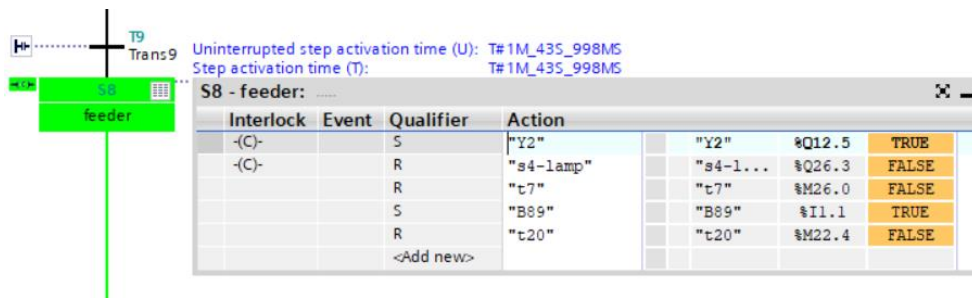 T9
Trans9
Uninterrupted step activation time (U): T#1M_43S_998MS
Step activation time (T): T#1M_43S_998MS
S8
feeder
S8 - feeder: .....
Interlock Event Qualifier Action
-(C)- S "Y2" "Y2" %Q12.5 TRUE
-(C)- R "s4-lamp" "s4-l... %Q26.3 FALSE
R "t7" "t7" %M26.0 FALSE
S "B89" "B89" %I1.1 TRUE
R "t20" "t20" %M22.4 FALSE
<Add new>